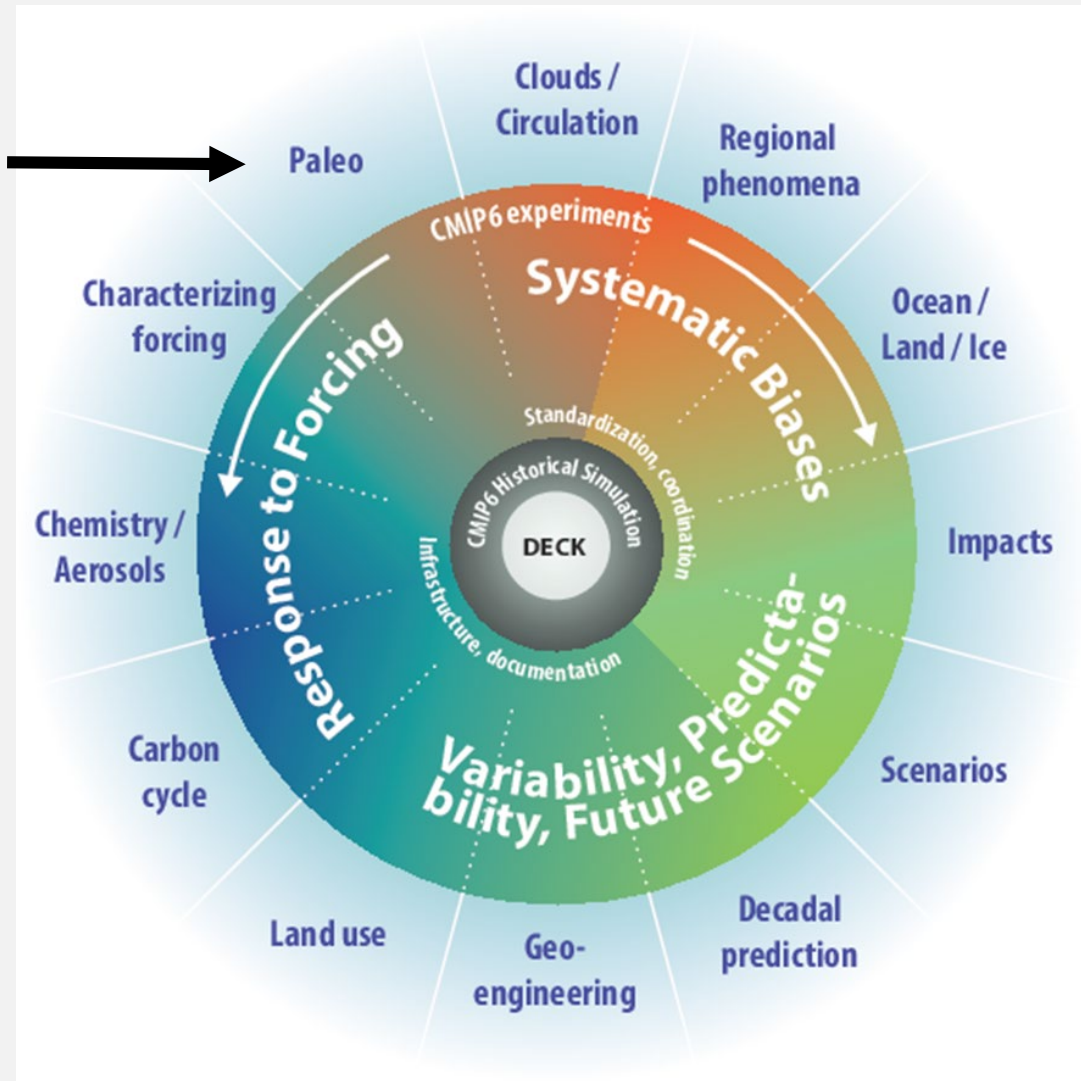 Clouds /
Circulation
Regional
phenomena
Paleo
Ocean /
Land / Ice
Characterizing
forcing
Impacts
Chemistry /
Aerosols
Scenarios
Carbon
cycle
Decadal
prediction
Land use
Geo-
engineering
CMIP6 experiments
Systematic Biases
Response to Forcing
Variability, Predicta-
bility, Future Scenarios
Standardization, coordination
Infrastructure, documentation
CMIP6 Historical Simulation
DECK